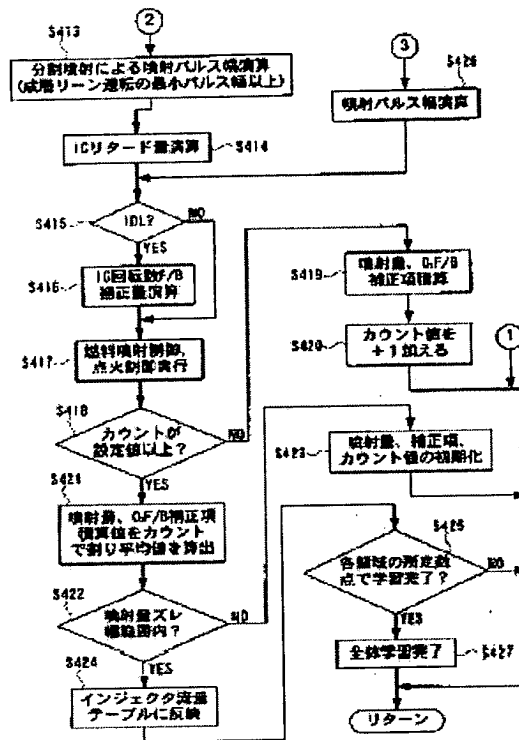 ②
S413
分割噴射による噴射パルス幅演算
(成層リーン運転の最小パルス幅以上)
IGリタード量演算
S414
③
S426
噴射パルス幅演算
S415
IDL?
NO
YES
S416
IG回転数F/B
補正量演算
S417
燃料噴射制御,
点火制御実行
S418
カウントが
設定値以上?
NO
YES
S419
噴射量、O2F/B
補正項積算
S420
カウント値を
+1加える
①
S421
噴射量、O2F/B補正項
積算値をカウント
で割り平均値を算出
S422
噴射量ズレ
幅範囲内?
NO
YES
S423
噴射量、補正項、
カウント値の初期化
S424
インジェクタ流量
テーブルに反映
S425
各領域の所定数
点で学習完了?
NO
YES
全体学習完了
S427
リターン